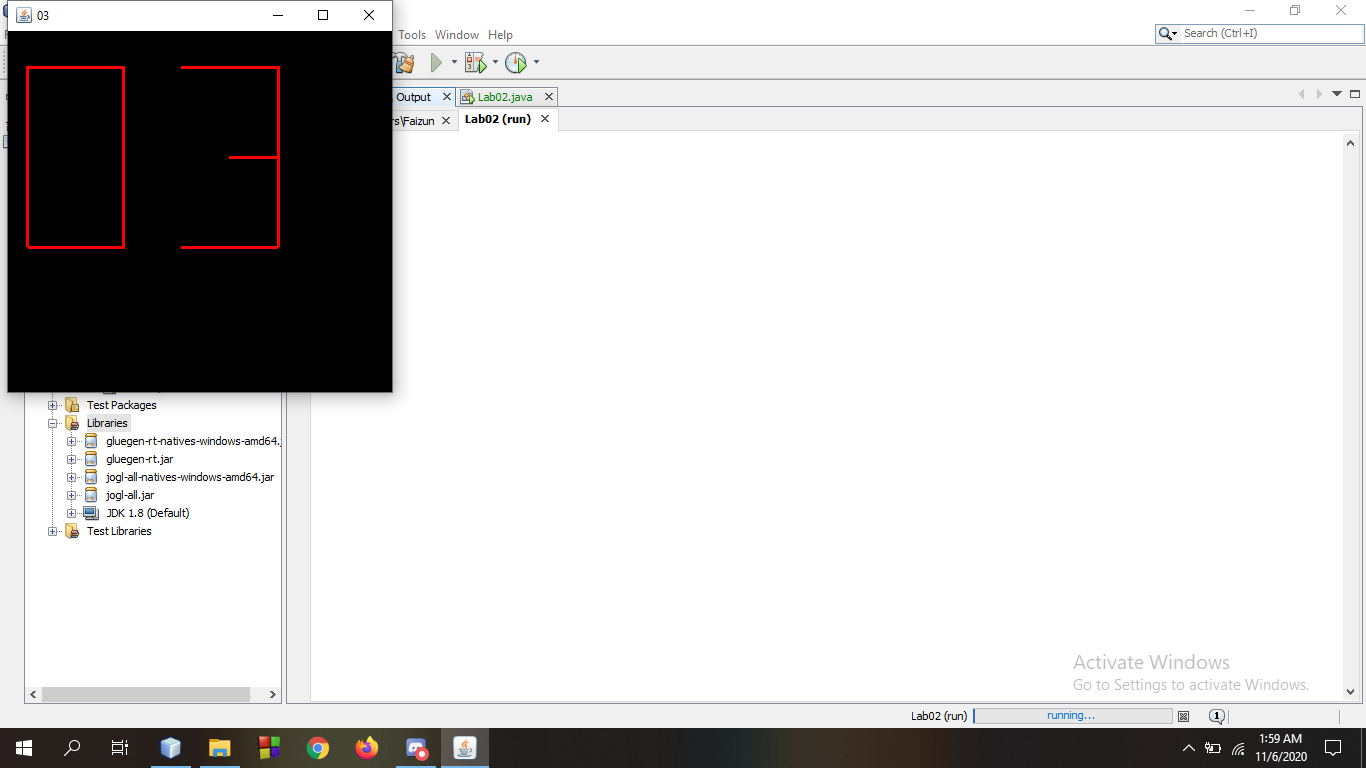 03
Tools Window Help
Search (Ctrl+I)
Output Lab02.java
rs\Faizun Lab02 (run)
03
Test Packages
Libraries
gluegen-rt-natives-windows-amd64.j
gluegen-rt.jar
jogl-all-natives-windows-amd64.jar
jogl-all.jar
JDK 1.8 (Default)
Test Libraries
Activate Windows
Go to Settings to activate Windows.
Lab02 (run) running... 1
1:59 AM
11/6/2020